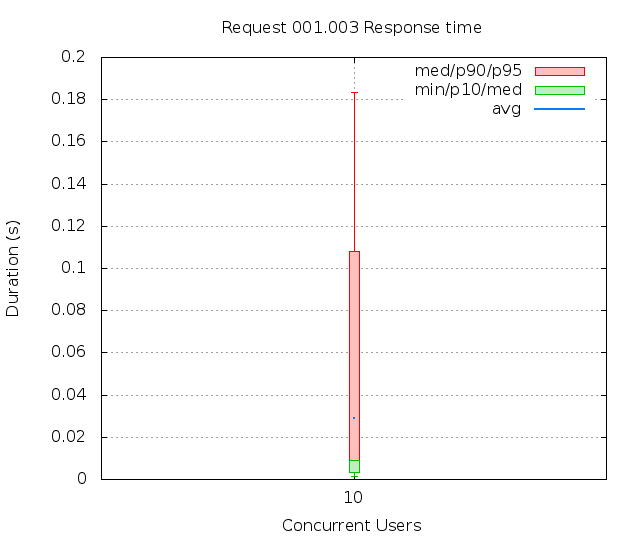 Request 001.003 Response time
0.2
0.18
0.16
0.14
0.12
0.1
0.08
0.06
0.04
0.02
0
Duration (s)
med/p90/p95
min/p10/med
avg
10
Concurrent Users